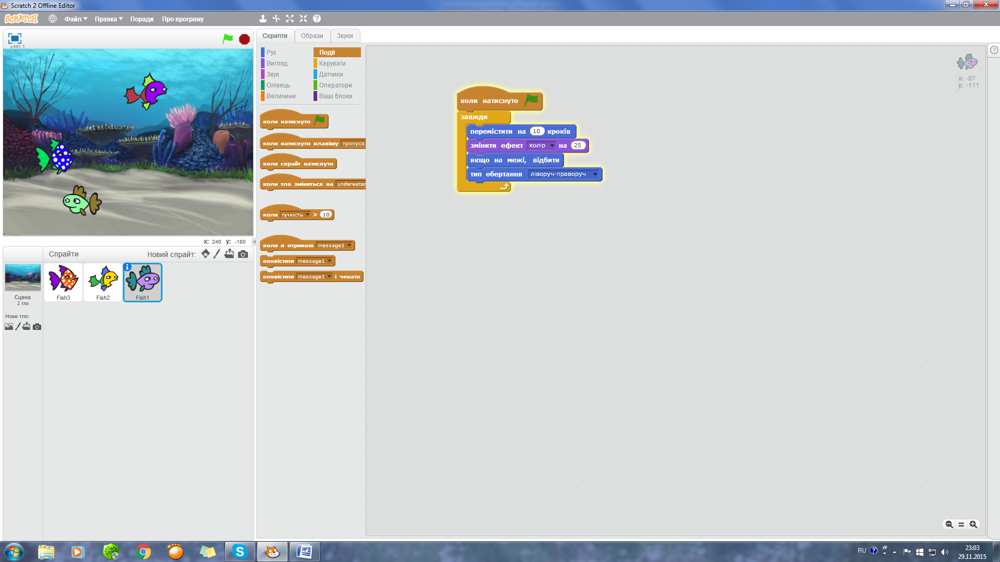 Scratch 2 Offline Editor
SCRATCH Файл Правка Поради Про програму
v441.1
Скрипти Образи Звуки
Рух Події
Вигляд Керувати
Звук Датчики
Олівець Оператори
Величини Ваші блоки
коли натиснуто
коли натиснуто клавішу пропуск
коли спрайт натиснуто
коли тло зміниться на underwater
коли гучність > 10
коли я отримаю message1
оповістити message1
оповістити message1 і чекати
коли натиснуто
завжди
перемістити на 10 кроків
змінити ефект колір на 25
якщо на межі, відбити
тип обертання ліворуч-праворуч
x: -87
y: -111
x: 240 y: -180
Спрайти Новий спрайт:
Fish3 Fish2 Fish1
Сцена
2 тло
Нове тло:
RU
23:03
29.11.2015